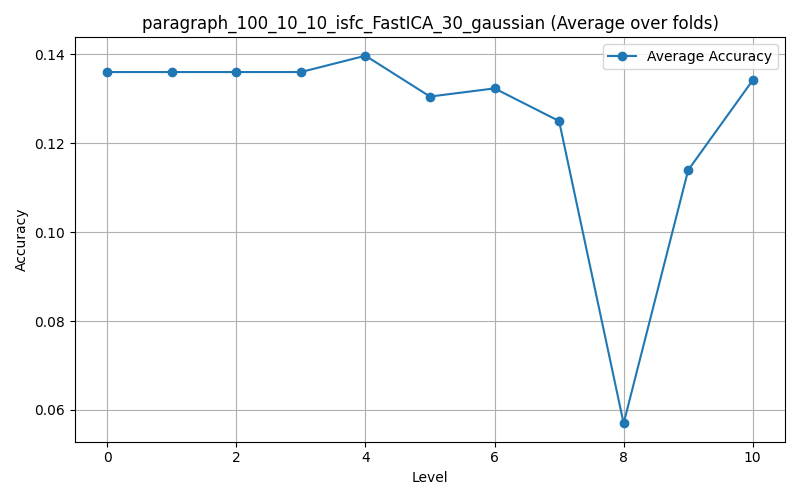 paragraph_100_10_10_isfc_FastICA_30_gaussian (Average over folds)
Average Accuracy
0.14
0.12
0.10
0.08
0.06
Accuracy
0 2 4 6 8 10
Level